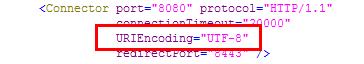 <Connector port="8080" protocol="HTTP/1.1"
connectionTimeout="20000"
URIEncoding="UTF-8"
redirectPort="8443" />